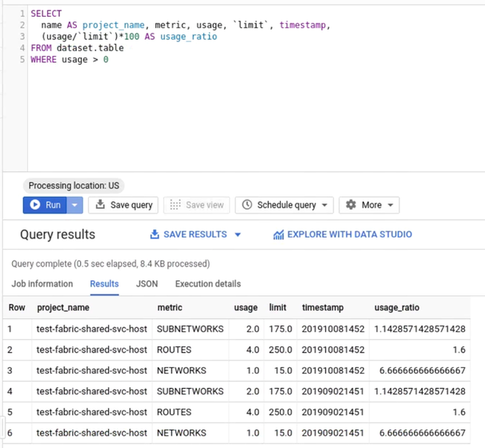 1 SELECT
2 name AS project_name, metric, usage, `limit`, timestamp,
3 (usage/`limit`)*100 AS usage_ratio
4 FROM dataset.table
5 WHERE usage > 0
Processing location: US
Run Save query Save view Schedule query More
Query results SAVE RESULTS EXPLORE WITH DATA STUDIO
Query complete (0.5 sec elapsed, 8.4 KB processed)
Job information Results JSON Execution details
Row project_name metric usage limit timestamp usage_ratio
1 test-fabric-shared-svc-host SUBNETWORKS 2.0 175.0 201910081452 1.1428571428571428
2 test-fabric-shared-svc-host ROUTES 4.0 250.0 201910081452 1.6
3 test-fabric-shared-svc-host NETWORKS 1.0 15.0 201910081452 6.666666666666667
4 test-fabric-shared-svc-host SUBNETWORKS 2.0 175.0 201909021451 1.1428571428571428
5 test-fabric-shared-svc-host ROUTES 4.0 250.0 201909021451 1.6
6 test-fabric-shared-svc-host NETWORKS 1.0 15.0 201909021451 6.666666666666667